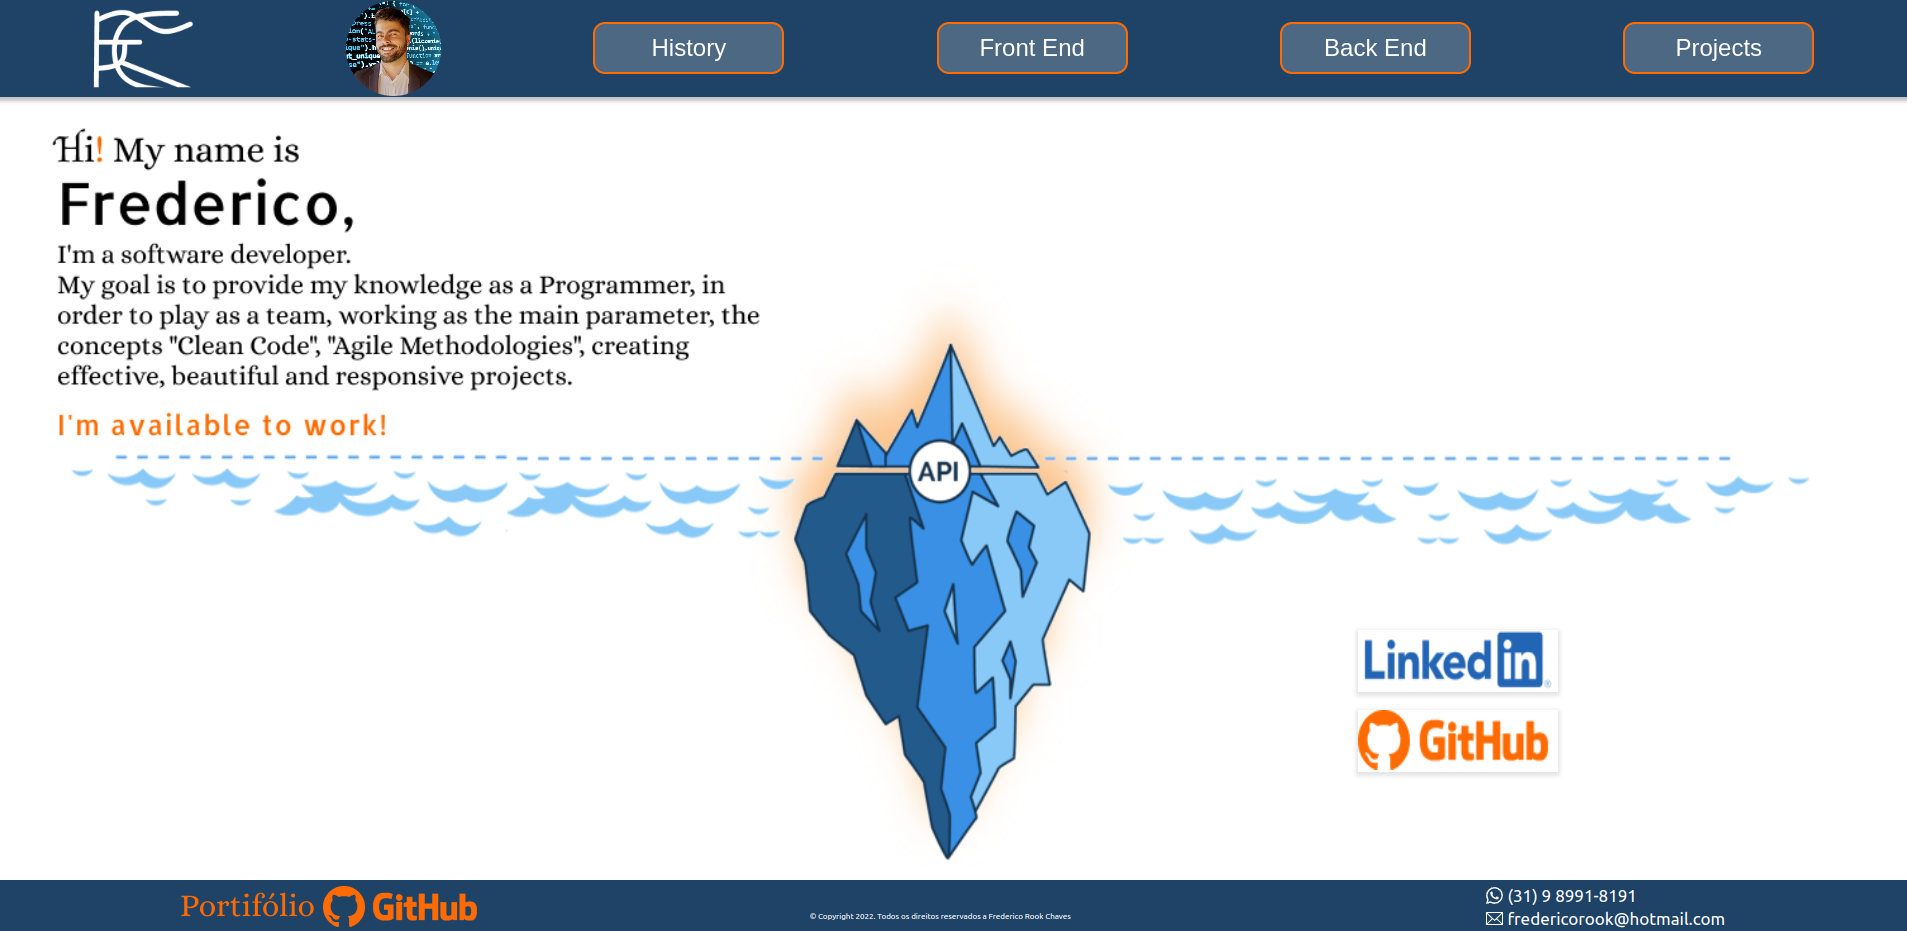 History
Front End
Back End
Projects
Hi! My name is
Frederico,
I'm a software developer.
My goal is to provide my knowledge as a Programmer, in
order to play as a team, working as the main parameter, the
concepts "Clean Code", "Agile Methodologies", creating
effective, beautiful and responsive projects.
I'm available to work!
API
Linked in ®
GitHub
Portifólio GitHub
© Copyright 2022. Todos os direitos reservados a Frederico Rook Chaves
(31) 9 8991-8191
fredericorook@hotmail.com